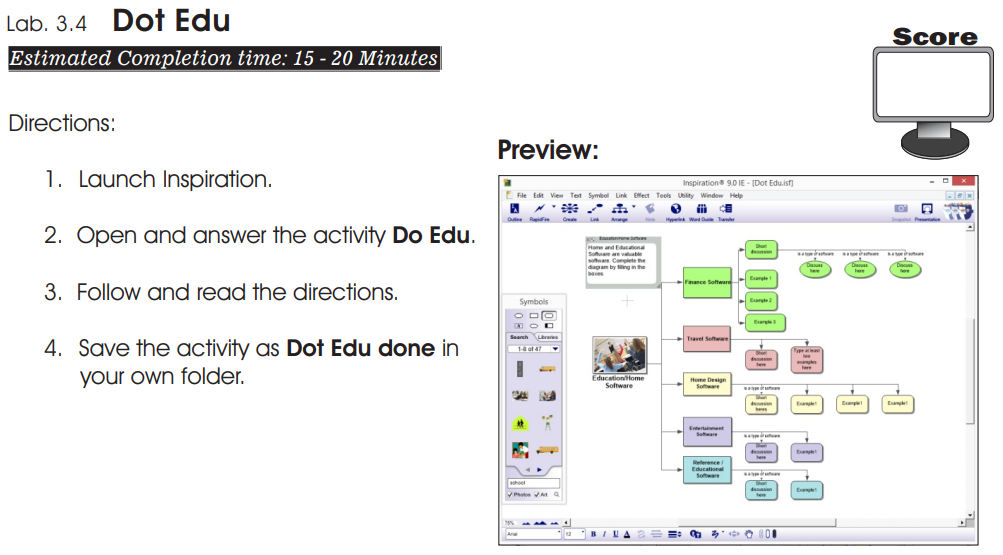 Lab. 3.4 Dot Edu
Estimated Completion time: 15 - 20 Minutes
Score
Directions:
1. Launch Inspiration.
2. Open and answer the activity Do Edu.
3. Follow and read the directions.
4. Save the activity as Dot Edu done in
your own folder.
Preview:
Inspiration® 9.0 IE - [Dot Edu.isf]
File Edit View Text Symbol Link Effect Tools Utility Window Help
Outline RapidFire Create Link Arrange Note Hyperlink Word Guide Transfer Snapshot Presentation
Education/Home Software
Home and Educational
Software are valuable
software. Complete the
diagram by filling in the
boxes.
Symbols
Search Libraries
1-8 of 47
school
Photos Art
Education/Home
Software
Finance Software
Short
discussion
Example 1
Example 2
Example 3
is a type of software
is a type of software
is a type of software
Discuss
here
Discuss
here
Discuss
here
Travel Software
Short
discussion
here
Type at least
two
examples
here
Home Design
Software
is a type of software
Short
discussion
heres
Example1
Example1
Example1
Entertainment
Software
is a type of software
Short
discussion
here
Example1
Reference /
Educational
Software
is a type of software
Short
discussion
here
Example1
75%
Arial 12 B I U A